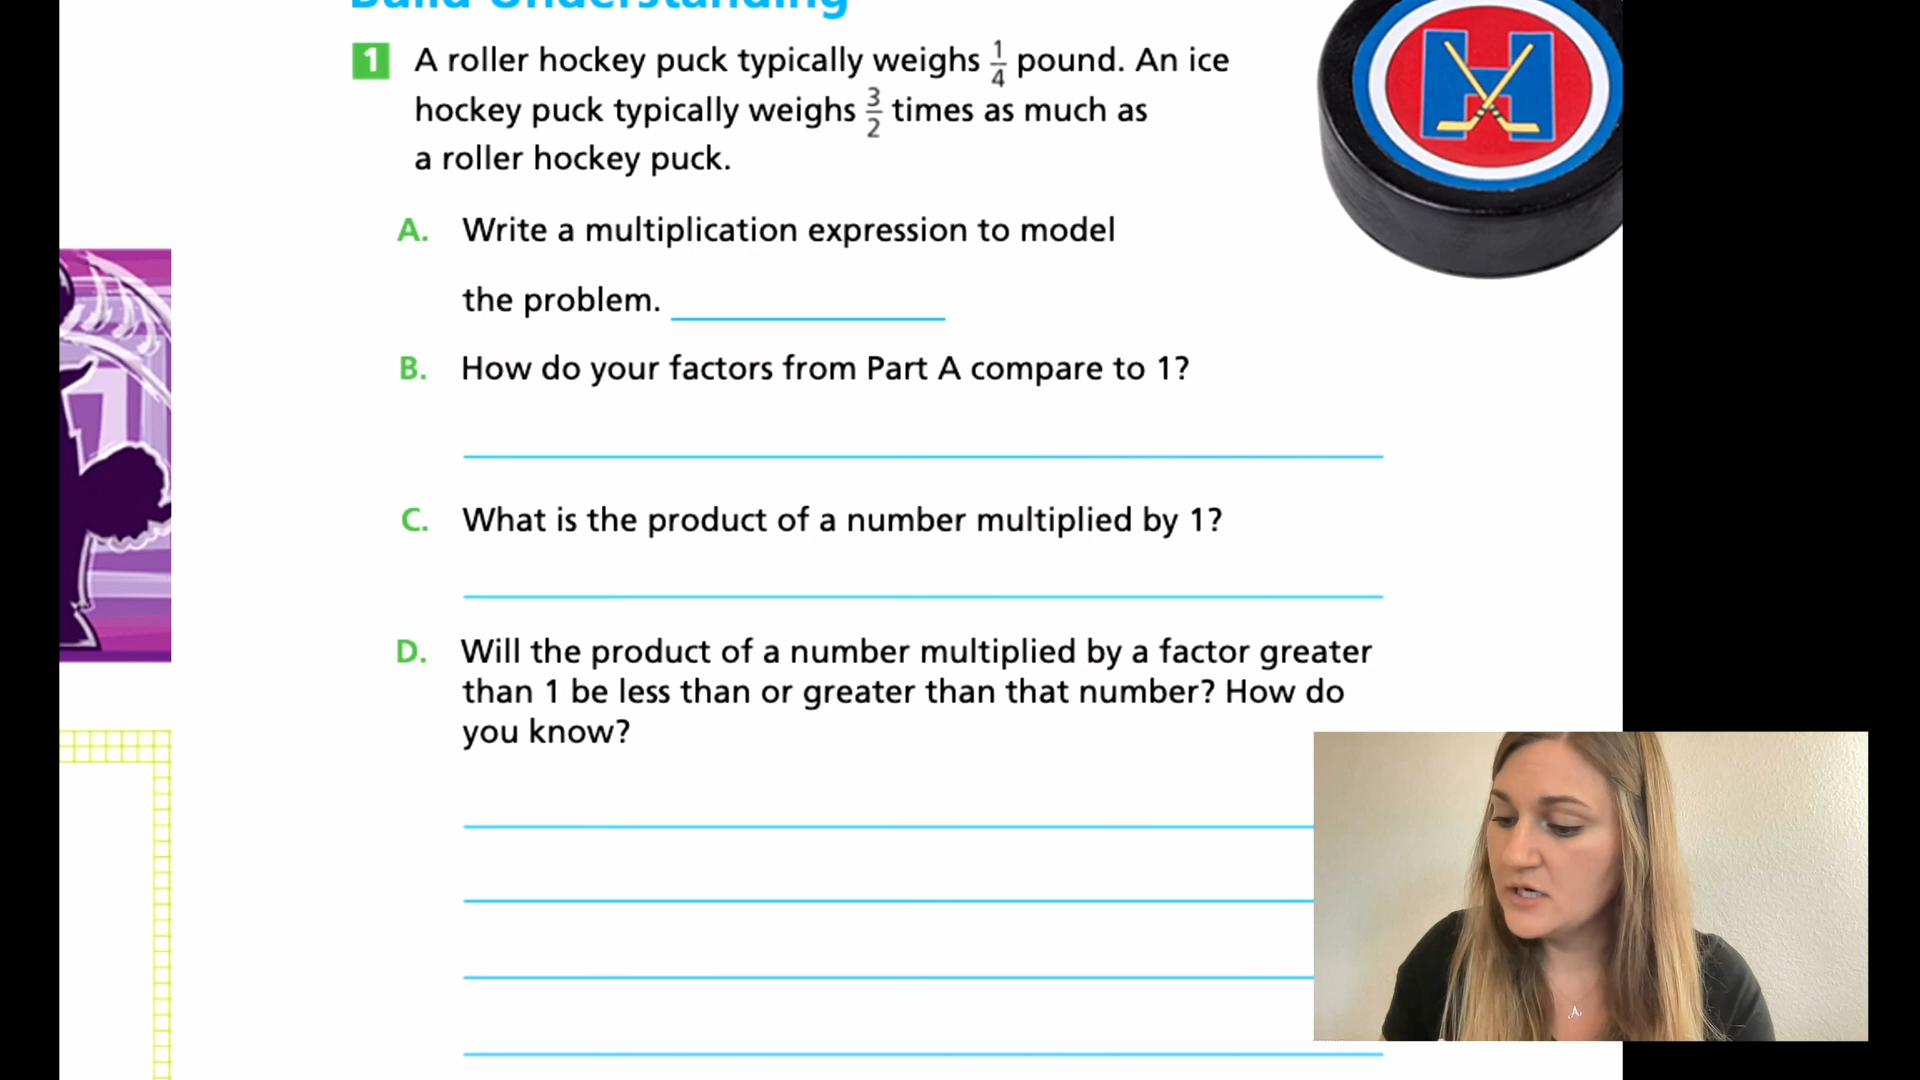 Build Understanding
1 A roller hockey puck typically weighs 1/4 pound. An ice
hockey puck typically weighs 3/2 times as much as
a roller hockey puck.
H
A. Write a multiplication expression to model
the problem.
B. How do your factors from Part A compare to 1?
C. What is the product of a number multiplied by 1?
D. Will the product of a number multiplied by a factor greater
than 1 be less than or greater than that number? How do
you know?
A